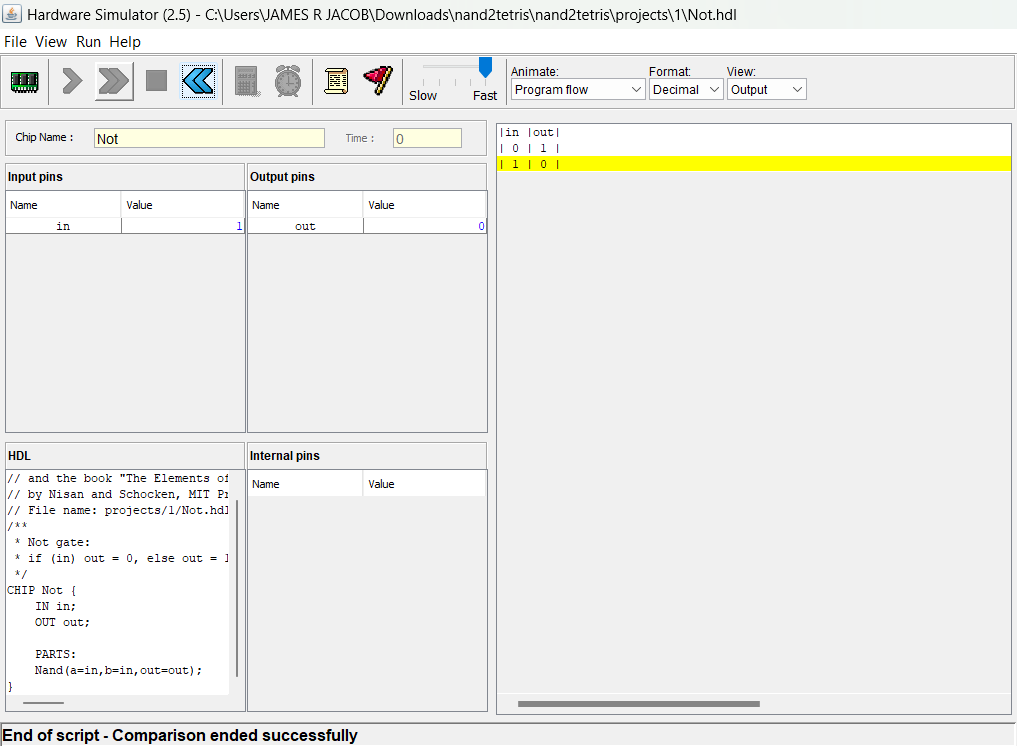 Hardware Simulator (2.5) - C:\Users\JAMES R JACOB\Downloads\nand2tetris\nand2tetris\projects\1\Not.hdl
File View Run Help
Slow Fast
Animate: Format: View:
Program flow Decimal Output
Chip Name : Not Time : 0
Input pins
Name Value
in 1
Output pins
Name Value
out 0
HDL
// and the book "The Elements of
// by Nisan and Schocken, MIT Pr
// File name: projects/1/Not.hdl
/**
* Not gate:
* if (in) out = 0, else out = 1
*/
CHIP Not {
IN in;
OUT out;
PARTS:
Nand(a=in,b=in,out=out);
}
Internal pins
Name Value
|in |out|
| 0 | 1 |
| 1 | 0 |
End of script - Comparison ended successfully